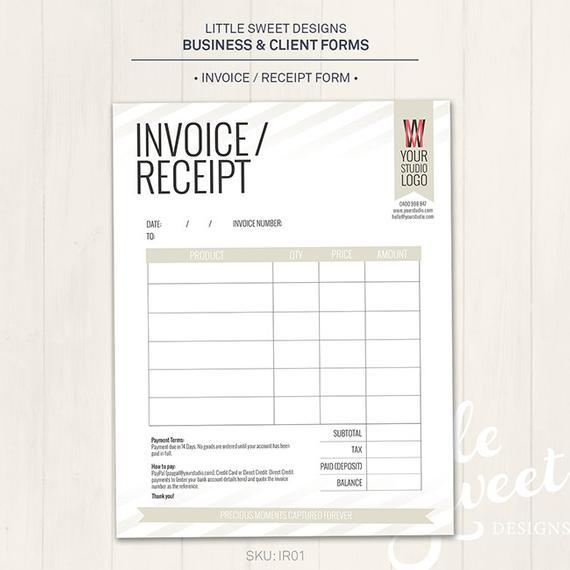 LITTLE SWEET DESIGNS
BUSINESS & CLIENT FORMS
• INVOICE / RECEIPT FORM •
INVOICE /
RECEIPT
W
YOUR
STUDIO
LOGO
0400 998 947
www.yourstudio.com
hello@yourstudio.com
DATE: / / INVOICE NUMBER:
TO:
PRODUCT QTY PRICE AMOUNT
SUBTOTAL
TAX
PAID (DEPOSIT)
BALANCE
Payment Terms:
Payment due in 14 Days. No goods are ordered until your account has been
paid in full.
How to pay:
PayPal (paypal@yourstudio.com), Credit Card or Direct Credit. Direct Credit
payments to (enter your bank account details here) and quote the invoice
number as the reference.
Thank you!
PRECIOUS MOMENTS CAPTURED FOREVER
le
weet
DESIGNS
SKU: IR01